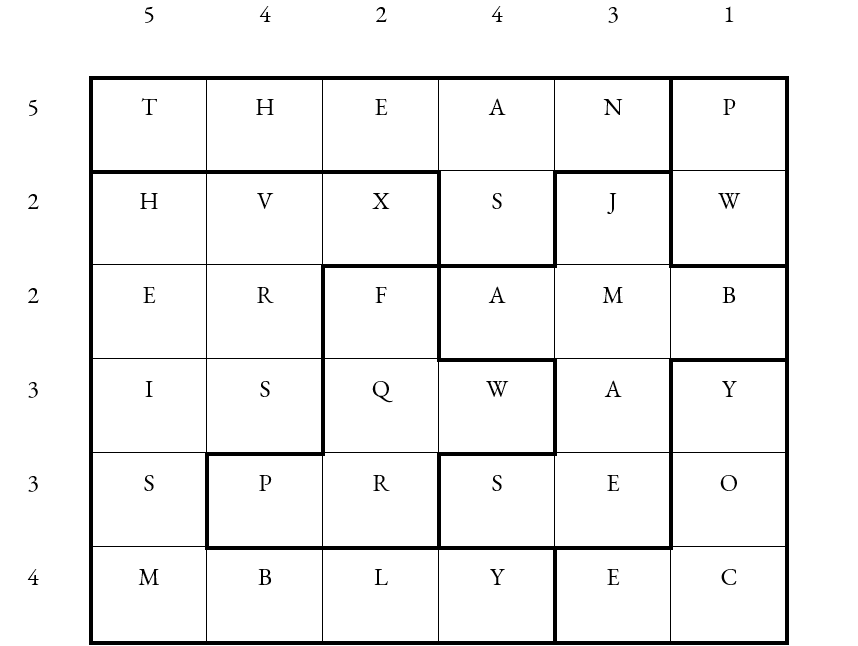 5 4 2 4 3 1
5 T H E A N P
2 H V X S J W
2 E R F A M B
3 I S Q W A Y
3 S P R S E O
4 M B L Y E C